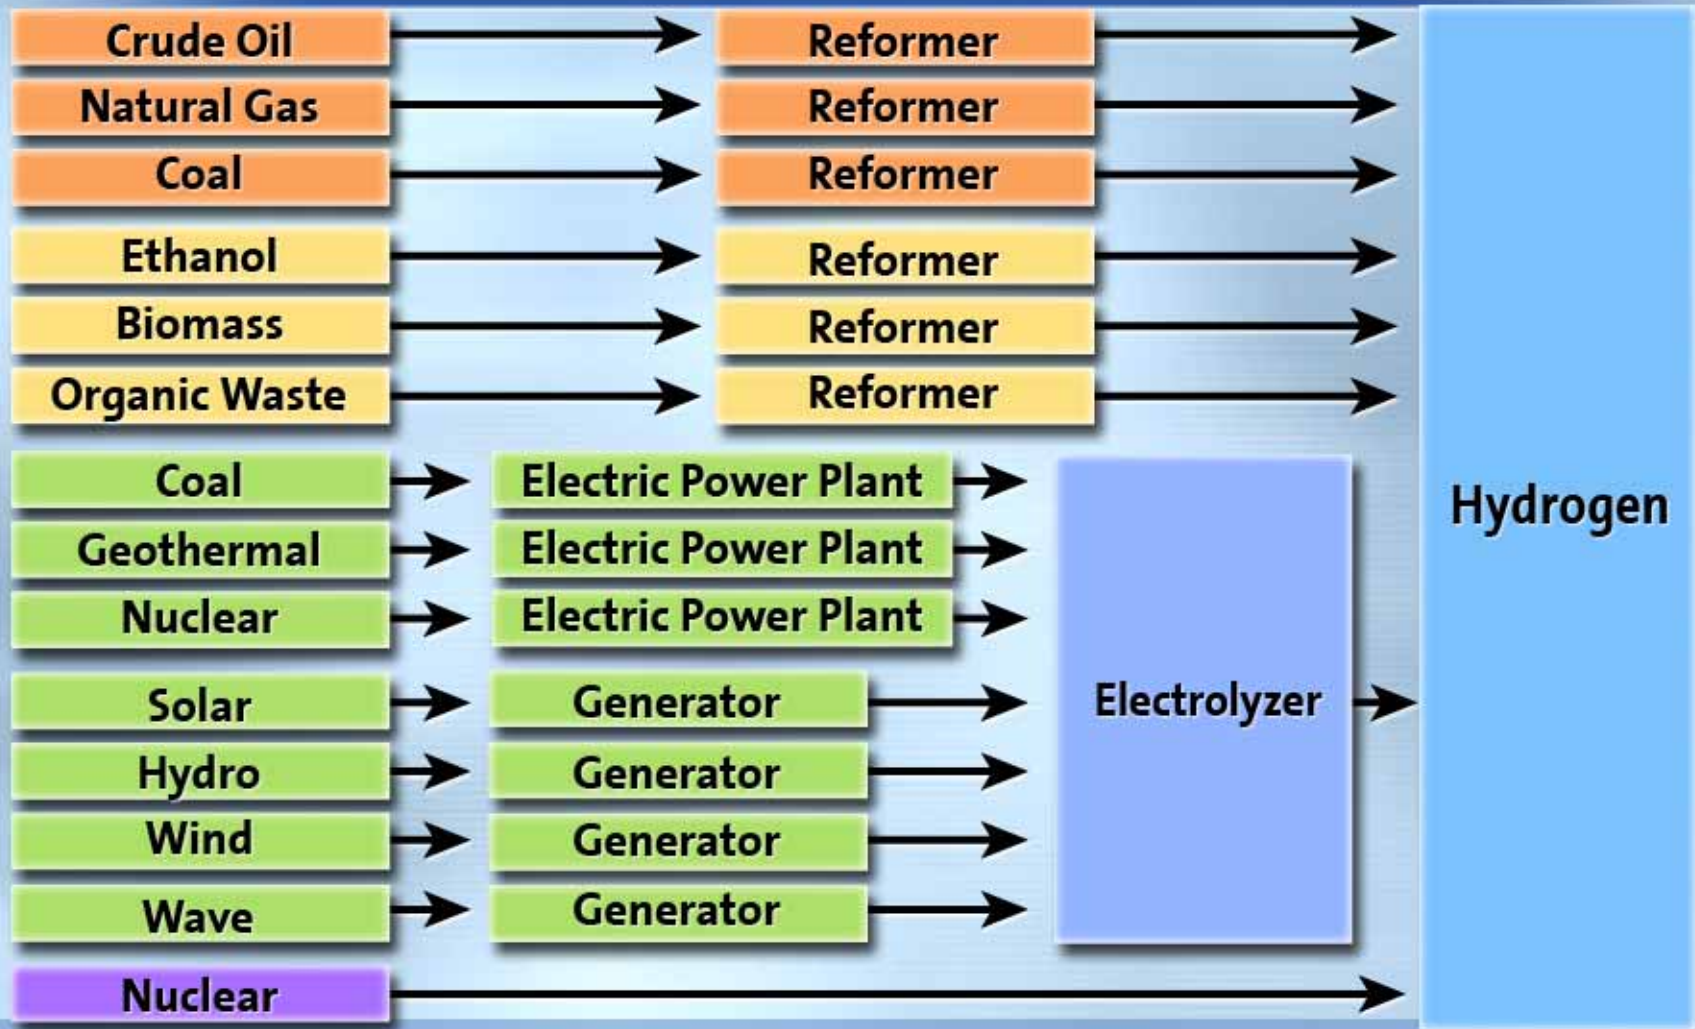 Crude Oil
Reformer
Natural Gas
Reformer
Coal
Reformer
Ethanol
Reformer
Biomass
Reformer
Organic Waste
Reformer
Coal
Electric Power Plant
Geothermal
Electric Power Plant
Nuclear
Electric Power Plant
Solar
Generator
Hydro
Generator
Wind
Generator
Wave
Generator
Nuclear
Electrolyzer
Hydrogen